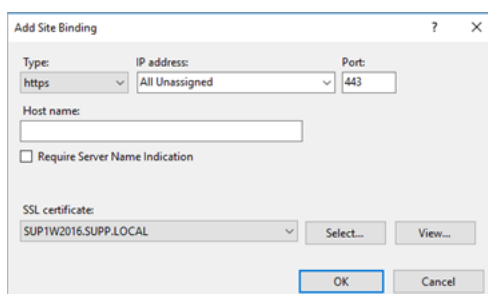 Add Site Binding ? X
Type: IP address: Port:
https All Unassigned 443
Host name:
Require Server Name Indication
SSL certificate:
SUP1W2016.SUPP.LOCAL Select... View...
OK Cancel